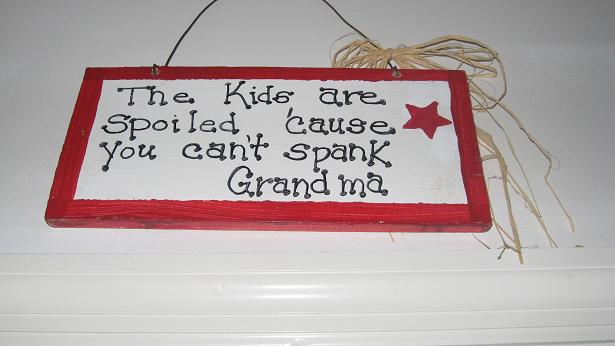 The Kids are
Spoiled 'cause
you can't spank
Grandma